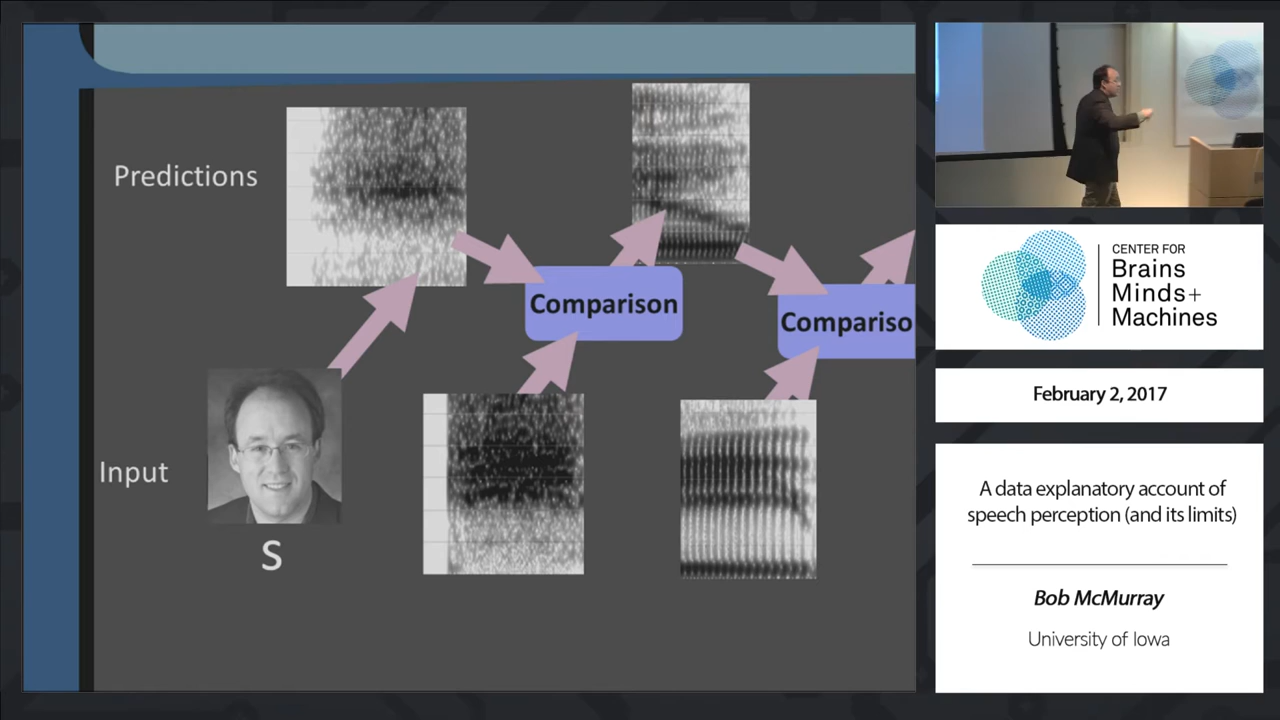 Predictions
Comparison
Compariso
Input
S
CENTER FOR
Brains
Minds+
Machines
February 2, 2017
A data explanatory account of
speech perception (and its limits)
Bob McMurray
University of Iowa